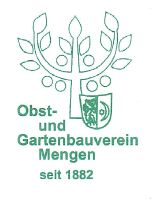 Obst-
und
Gartenbauverein
Mengen
seit 1882